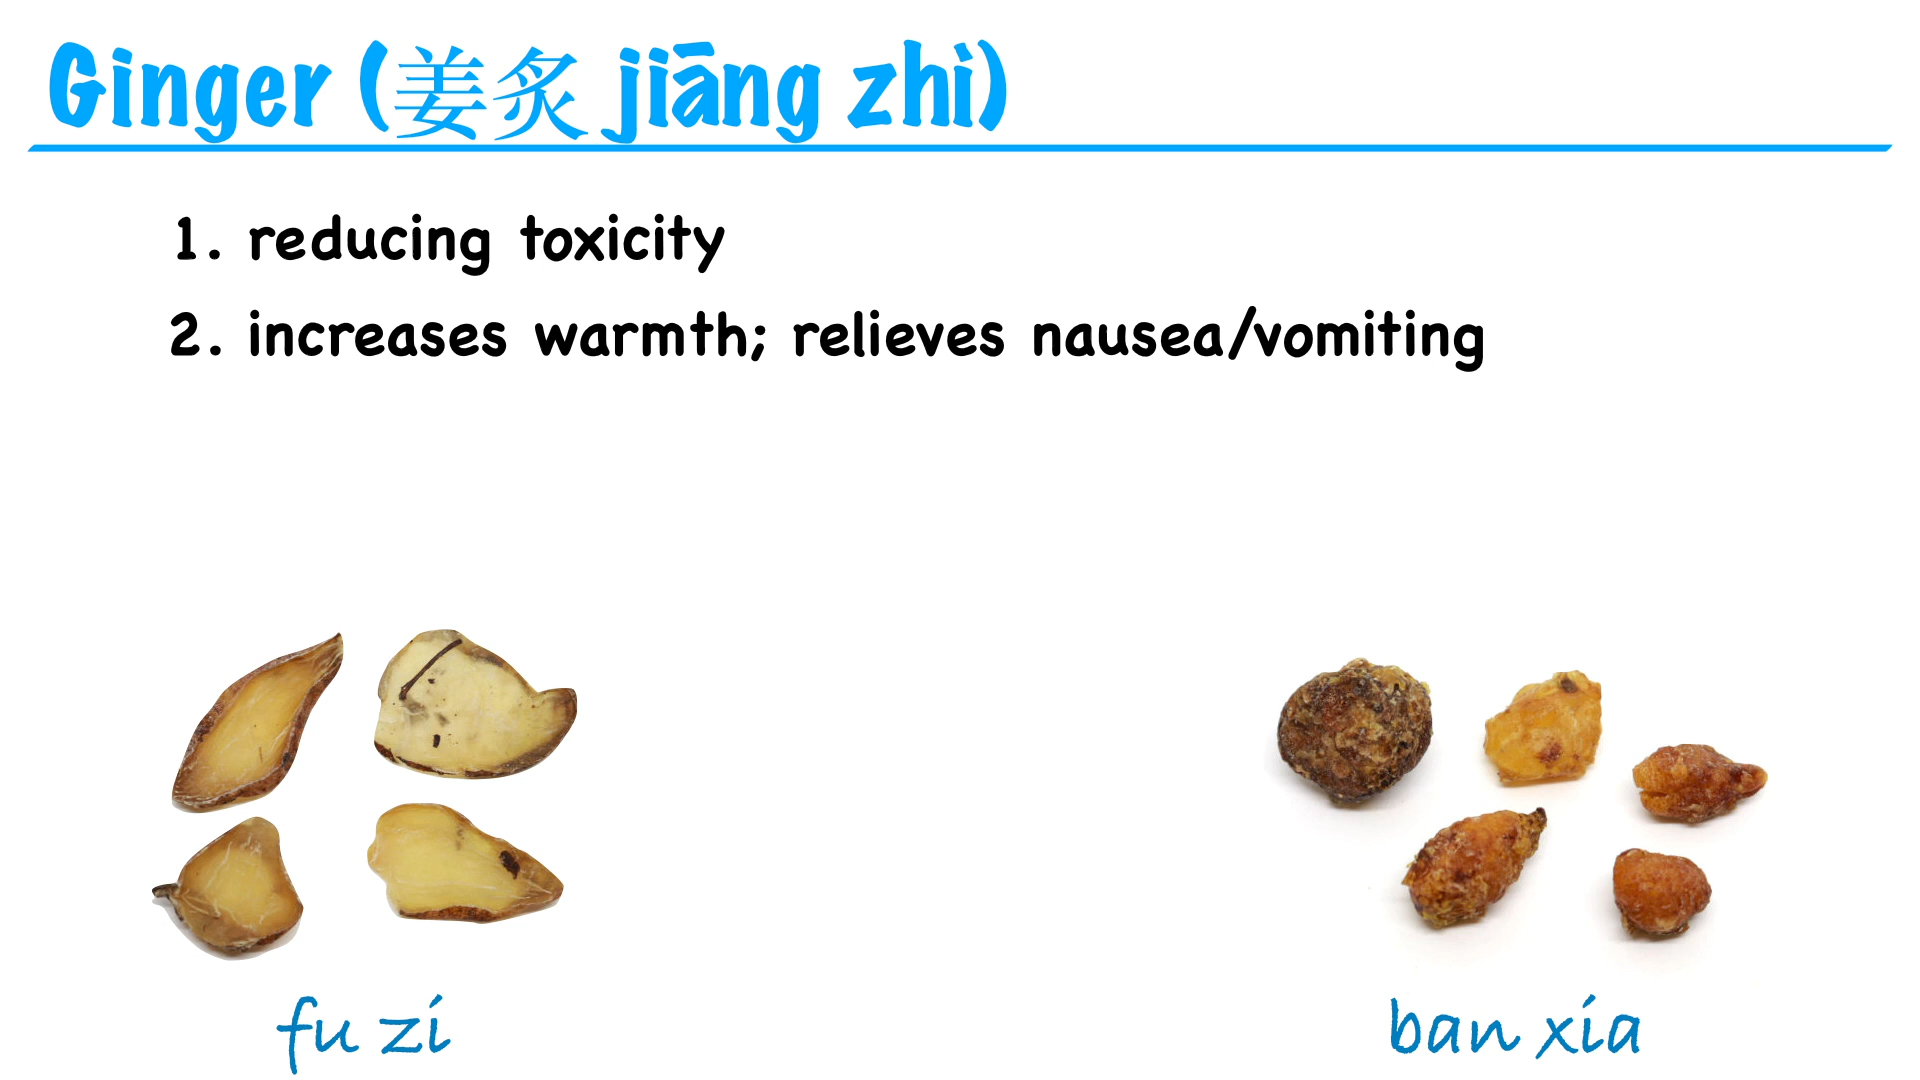 Ginger (姜炙 jiāng zhì)
1. reducing toxicity
2. increases warmth; relieves nausea/vomiting
fu zi
ban xia